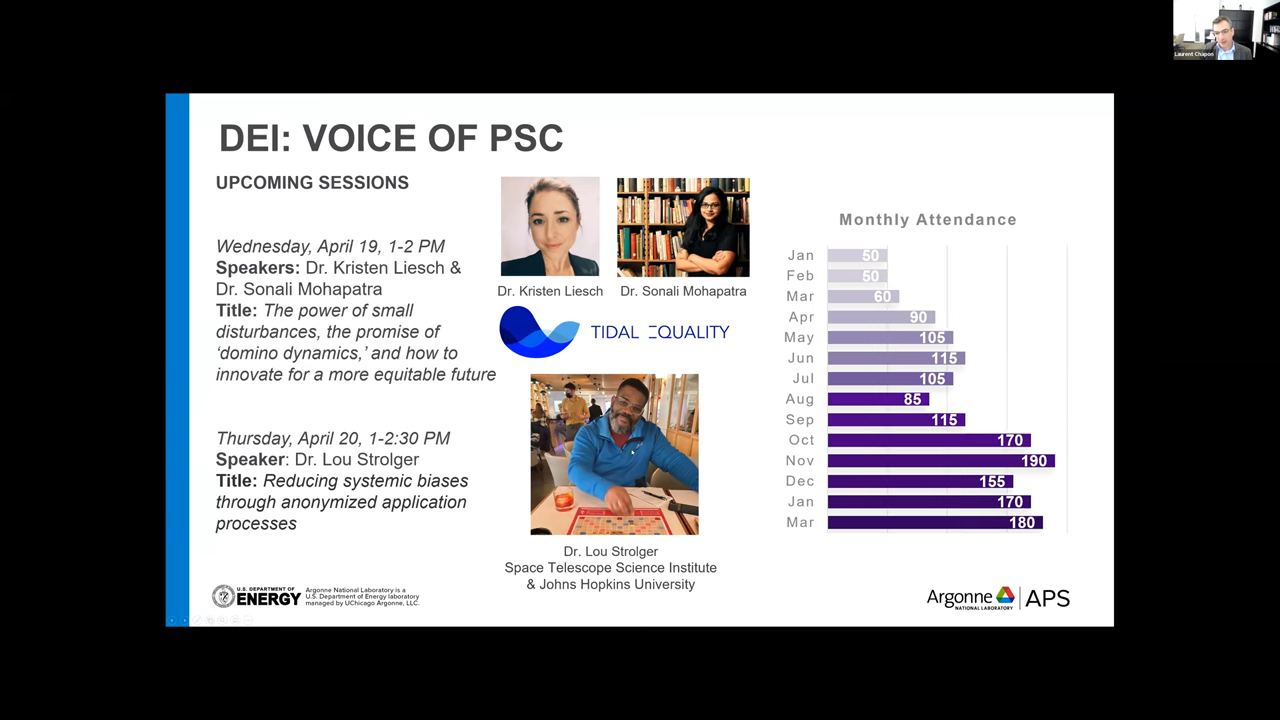 Laurent Chapon
DEI: VOICE OF PSC
UPCOMING SESSIONS
Wednesday, April 19, 1-2 PM
Speakers: Dr. Kristen Liesch &
Dr. Sonali Mohapatra
Title: The power of small
disturbances, the promise of
‘domino dynamics,’ and how to
innovate for a more equitable future
Thursday, April 20, 1-2:30 PM
Speaker: Dr. Lou Strolger
Title: Reducing systemic biases
through anonymized application
processes
Dr. Kristen Liesch
Dr. Sonali Mohapatra
TIDAL EQUALITY
Dr. Lou Strolger
Space Telescope Science Institute
& Johns Hopkins University
Monthly Attendance
Jan 50
Feb 50
Mar 60
Apr 90
May 105
Jun 115
Jul 105
Aug 85
Sep 115
Oct 170
Nov 190
Dec 155
Jan 170
Mar 180
U.S. DEPARTMENT OF
ENERGY
Argonne National Laboratory is a
U.S. Department of Energy laboratory
managed by UChicago Argonne, LLC.
Argonne
NATIONAL LABORATORY
APS